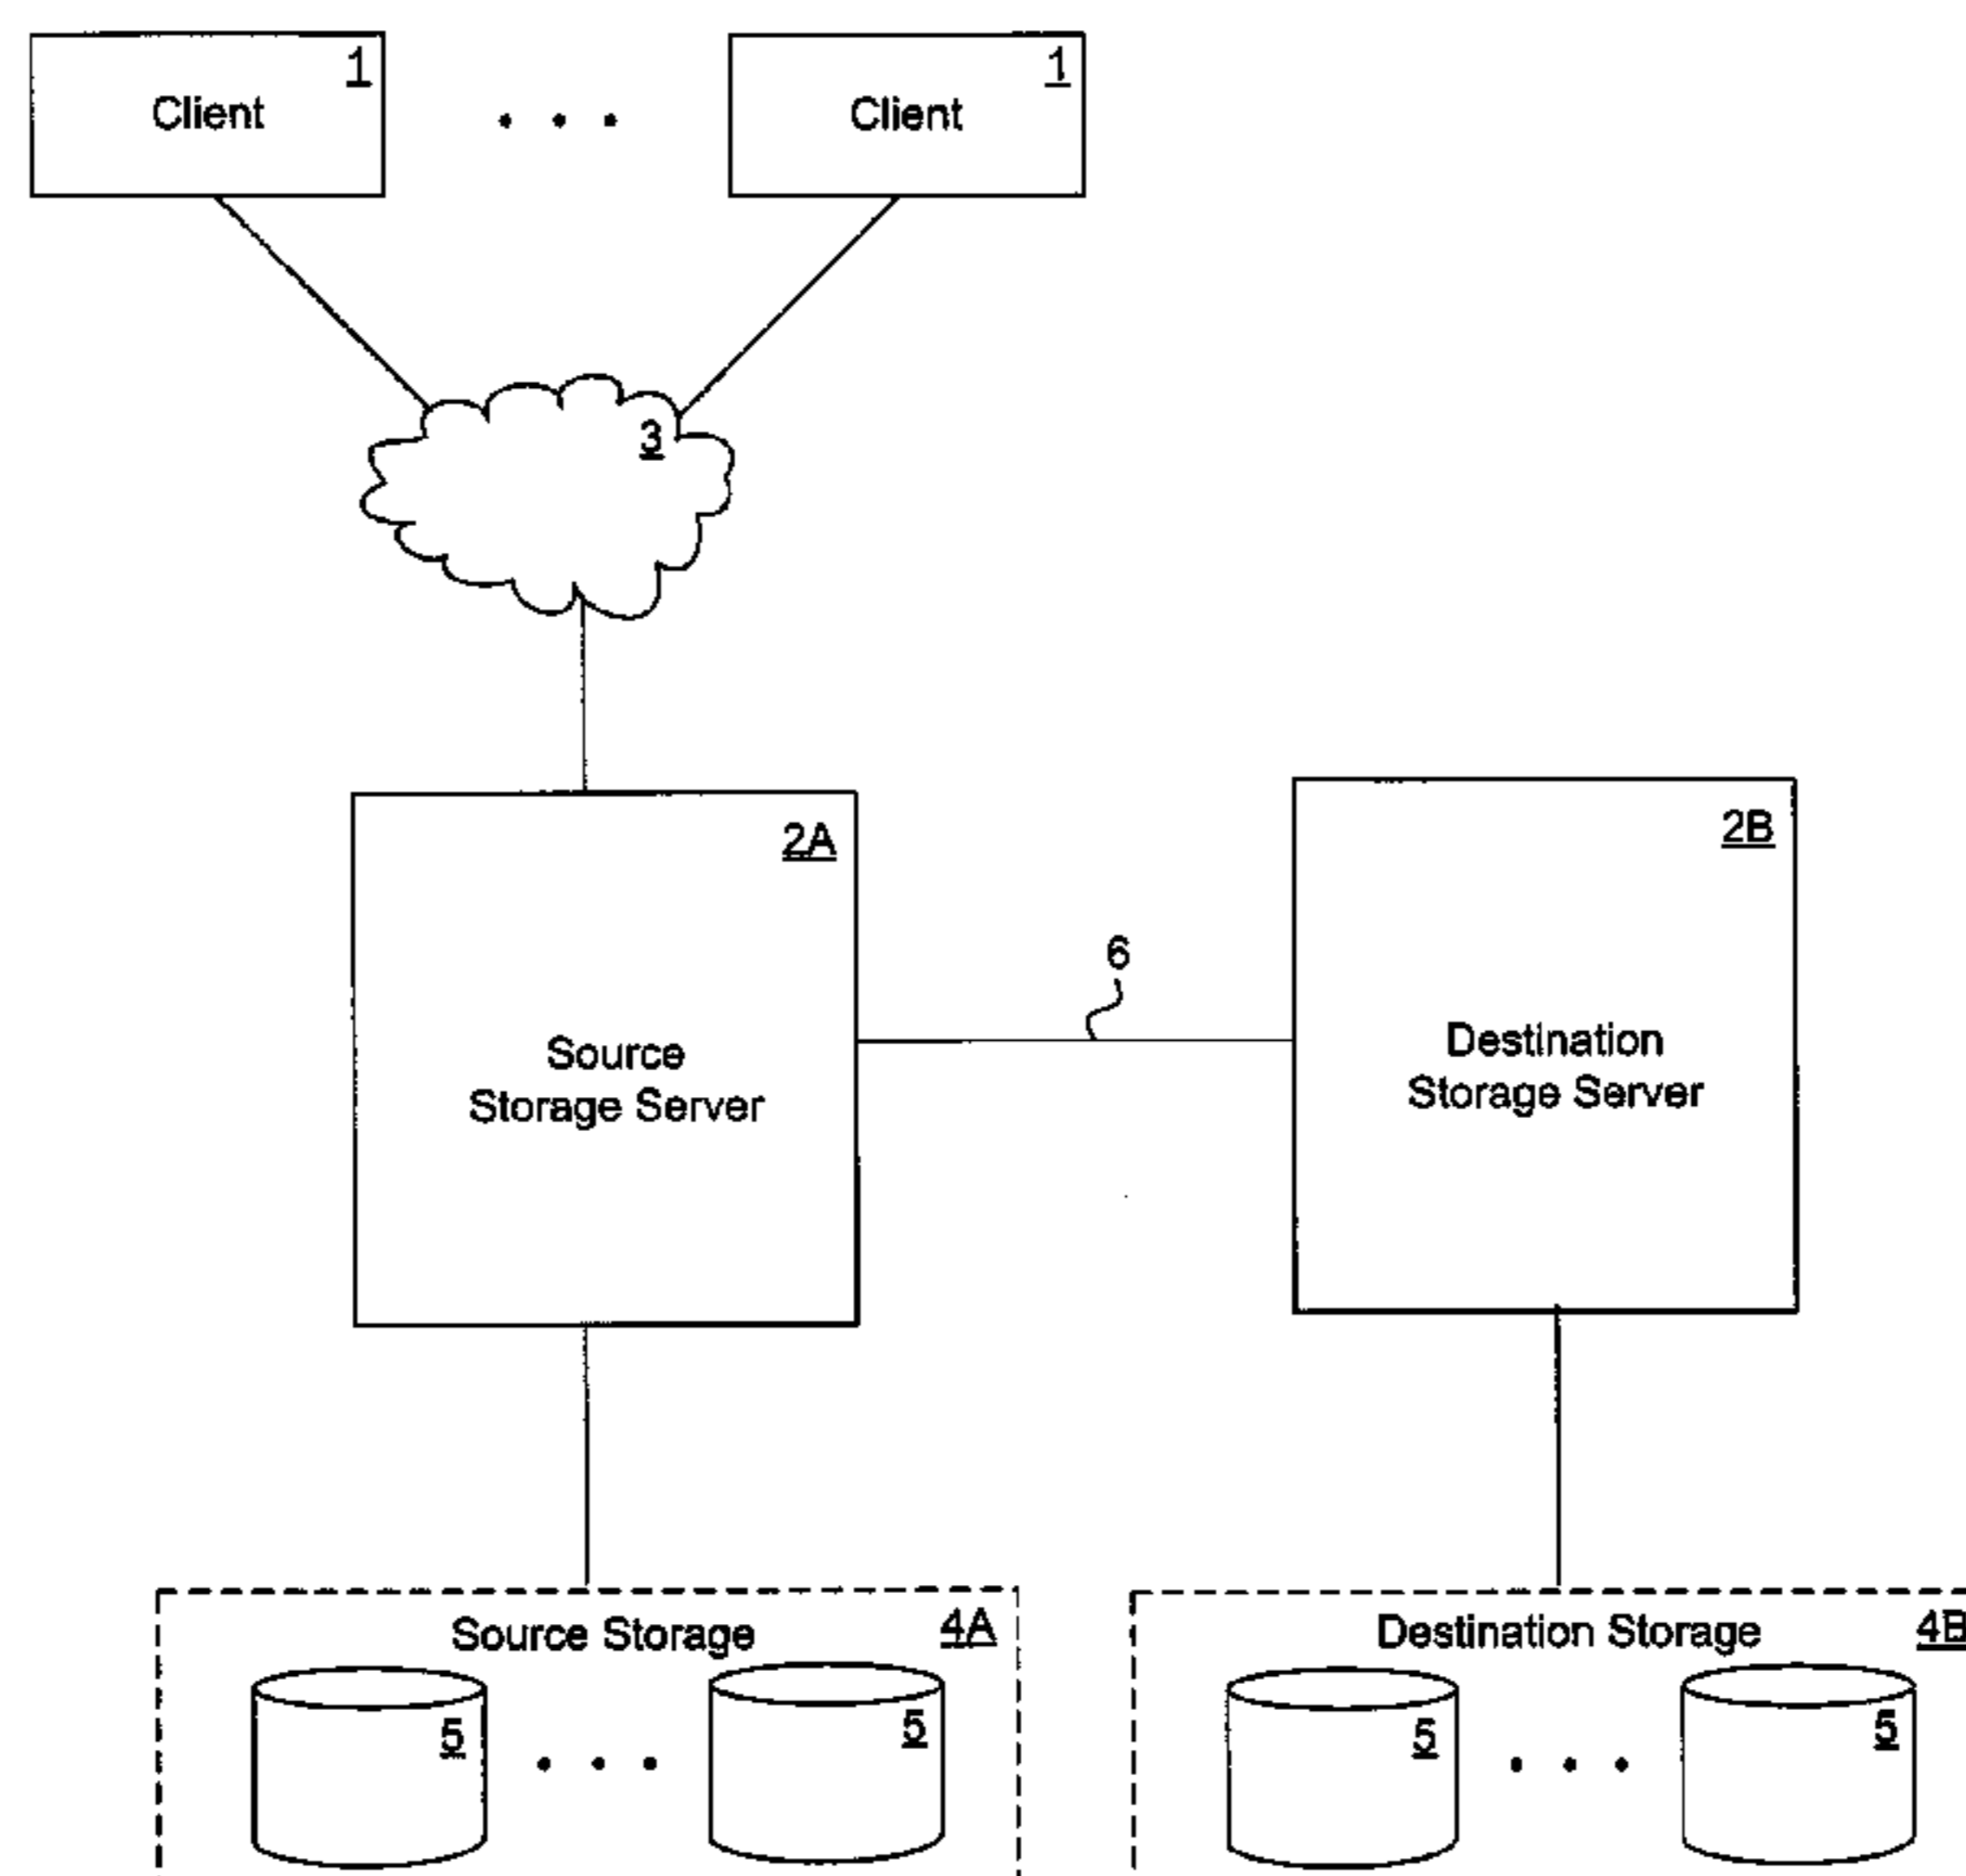 1
Client
1
Client
3
2A
Source
Storage Server
6
2B
Destination
Storage Server
Source Storage
4A
5
5
Destination Storage
4B
5
5